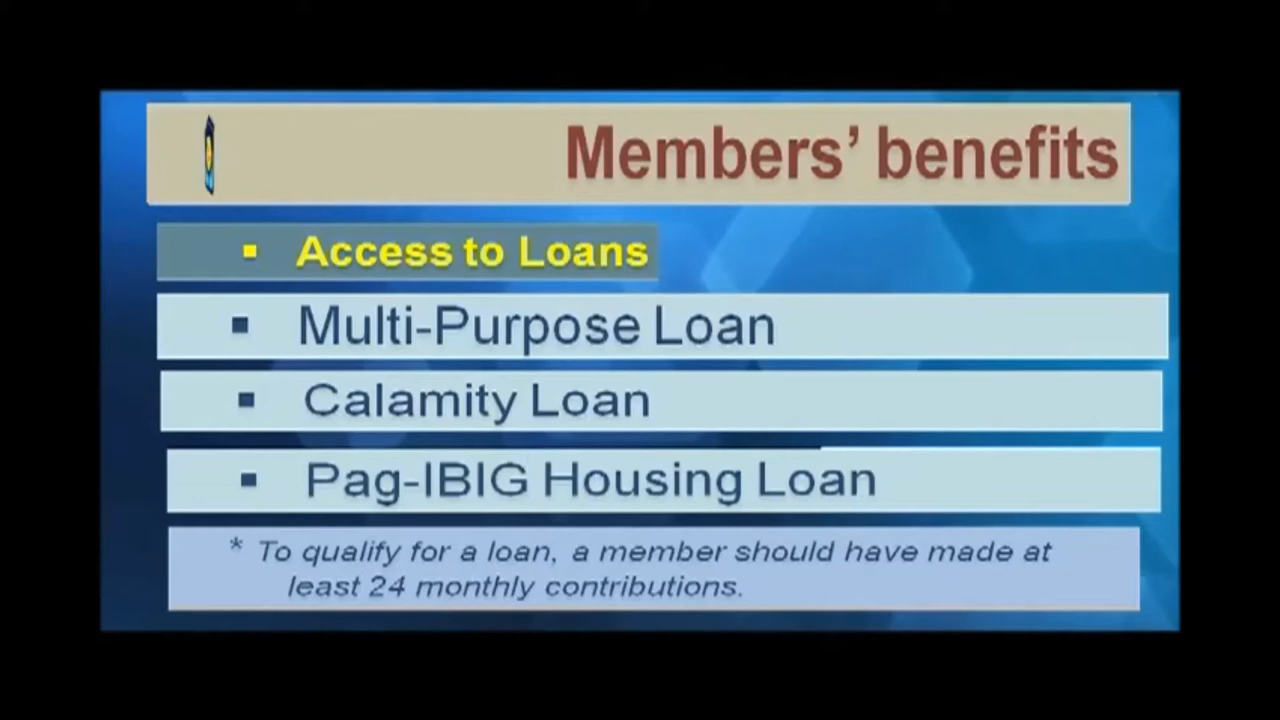 Members' benefits
▪ Access to Loans
▪ Multi-Purpose Loan
▪ Calamity Loan
▪ Pag-IBIG Housing Loan
* To qualify for a loan, a member should have made at
least 24 monthly contributions.